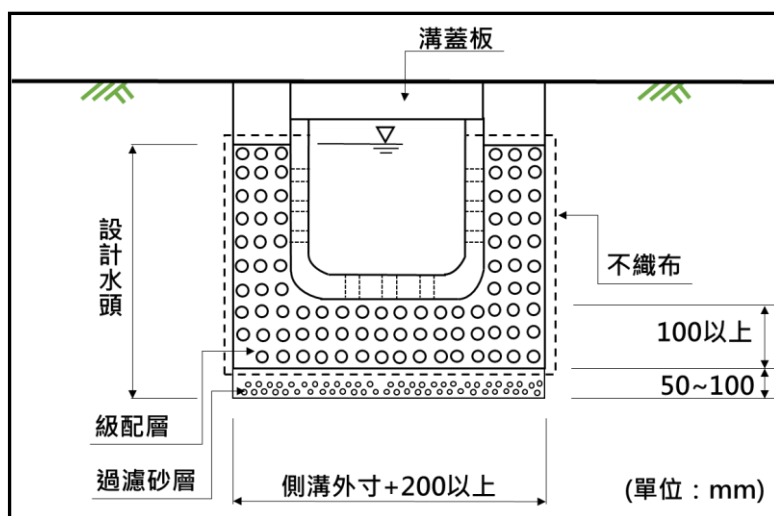 溝蓋板
設計水頭
不織布
100以上
50~100
級配層
過濾砂層
側溝外寸+200以上
(單位：mm)